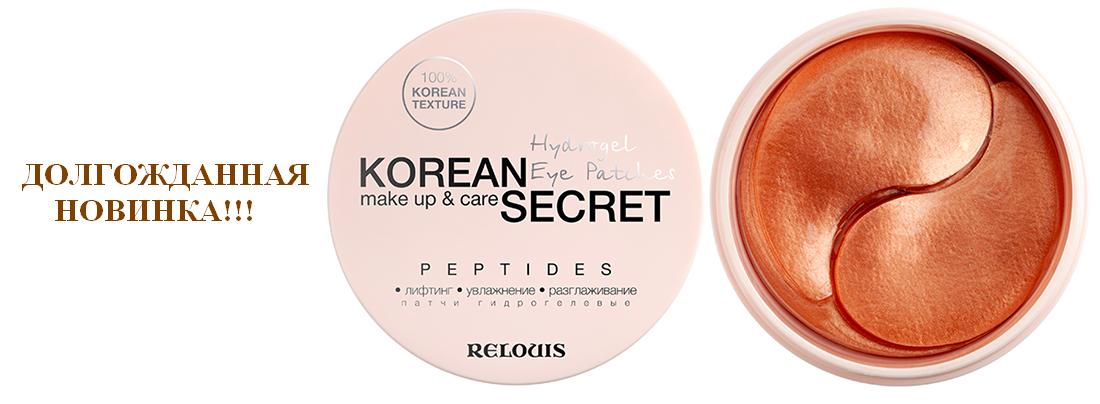 ДОЛГОЖДАННАЯ
НОВИНКА!!!
100%
KOREAN
TEXTURE
Hydrogel
Eye Patches
KOREAN
make up & care
SECRET
PEPTIDES
• лифтинг • увлажнение • разглаживание
патчи гидрогелевые
RELOUIS